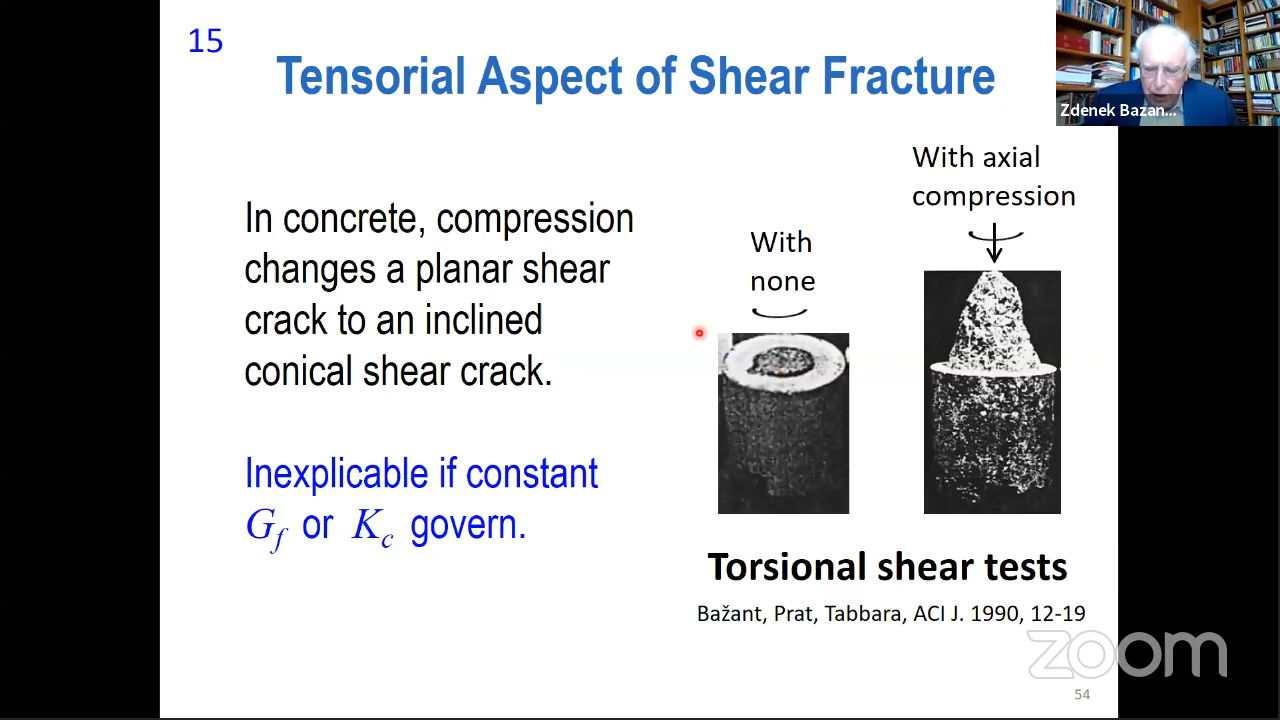 15
Tensorial Aspect of Shear Fracture
Zdenek Bazan...
In concrete, compression
changes a planar shear
crack to an inclined
conical shear crack.
Inexplicable if constant
Gf or Kc govern.
With axial
compression
With
none
Torsional shear tests
Bažant, Prat, Tabbara, ACI J. 1990, 12-19
zoom
54